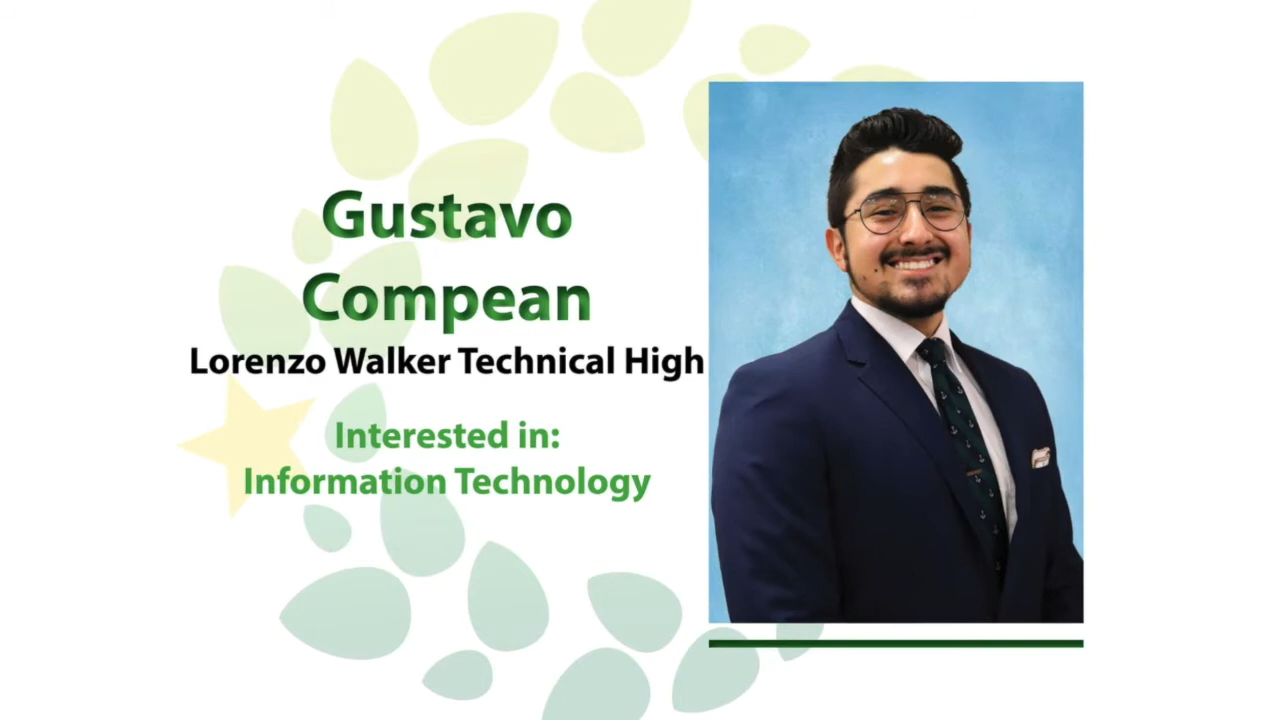 Gustavo
Compean
Lorenzo Walker Technical High
Interested in:
Information Technology